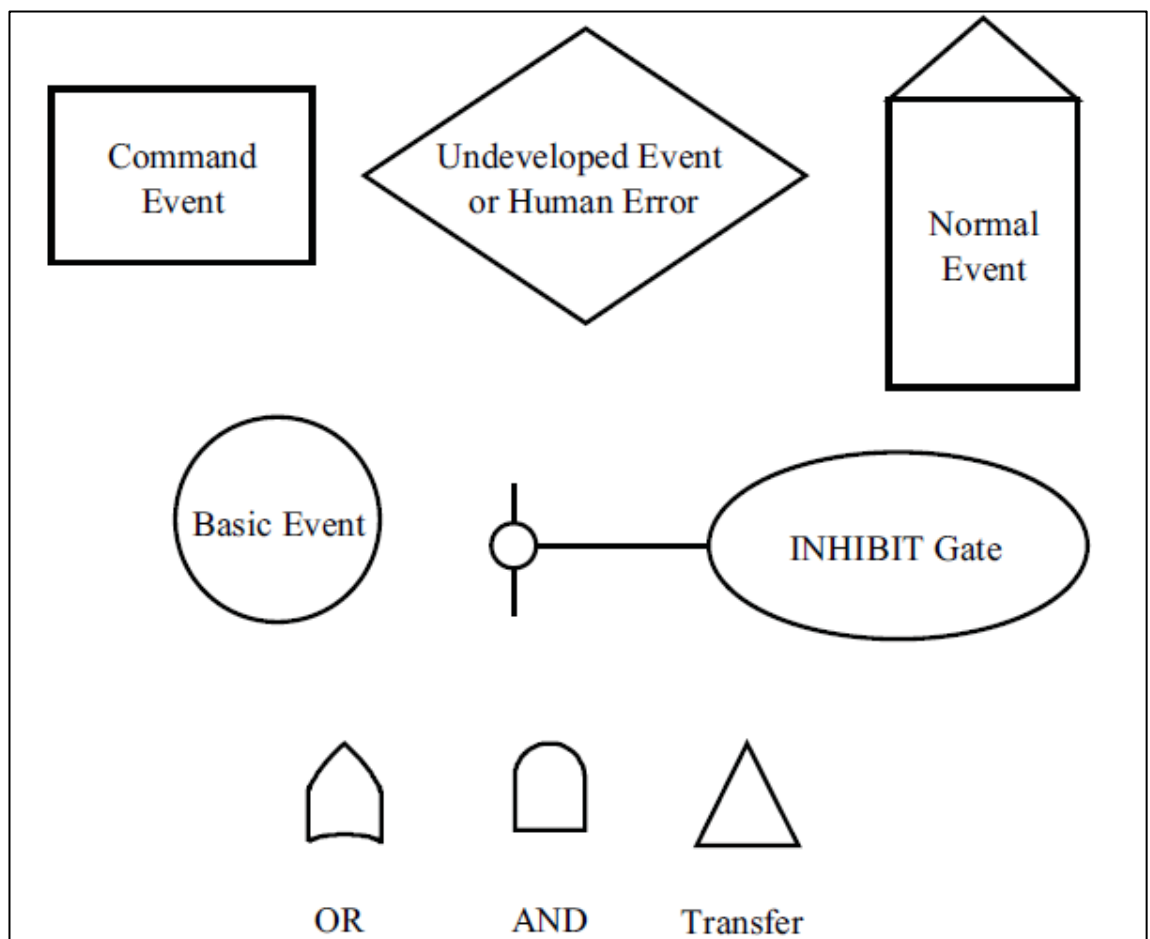 Command
Event
Undeveloped Event
or Human Error
Normal
Event
Basic Event
INHIBIT Gate
OR
AND
Transfer